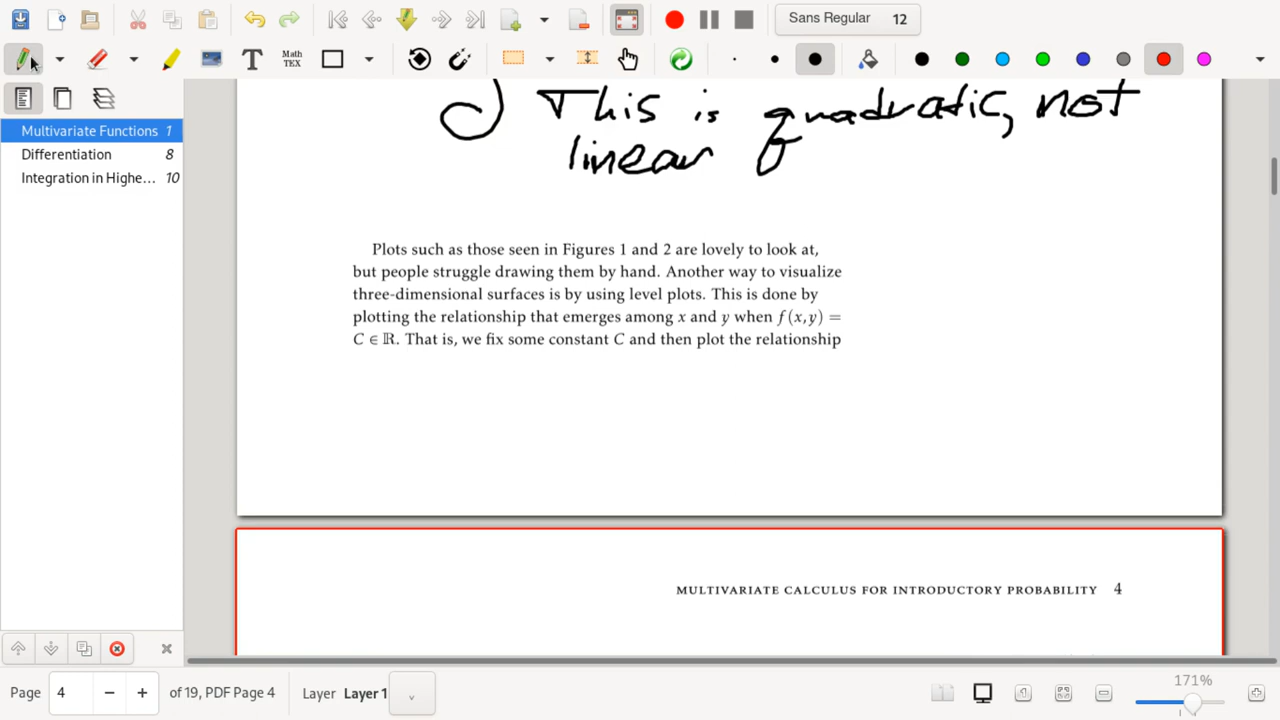 Sans Regular 12
T Math TEX
Multivariate Functions 1
Differentiation 8
Integration in Highe... 10
This is quadratic, not
linear
Plots such as those seen in Figures 1 and 2 are lovely to look at,
but people struggle drawing them by hand. Another way to visualize
three-dimensional surfaces is by using level plots. This is done by
plotting the relationship that emerges among x and y when f(x,y) =
C ∈ ℝ. That is, we fix some constant C and then plot the relationship
MULTIVARIATE CALCULUS FOR INTRODUCTORY PROBABILITY 4
Page 4 of 19, PDF Page 4 Layer Layer 1 171%